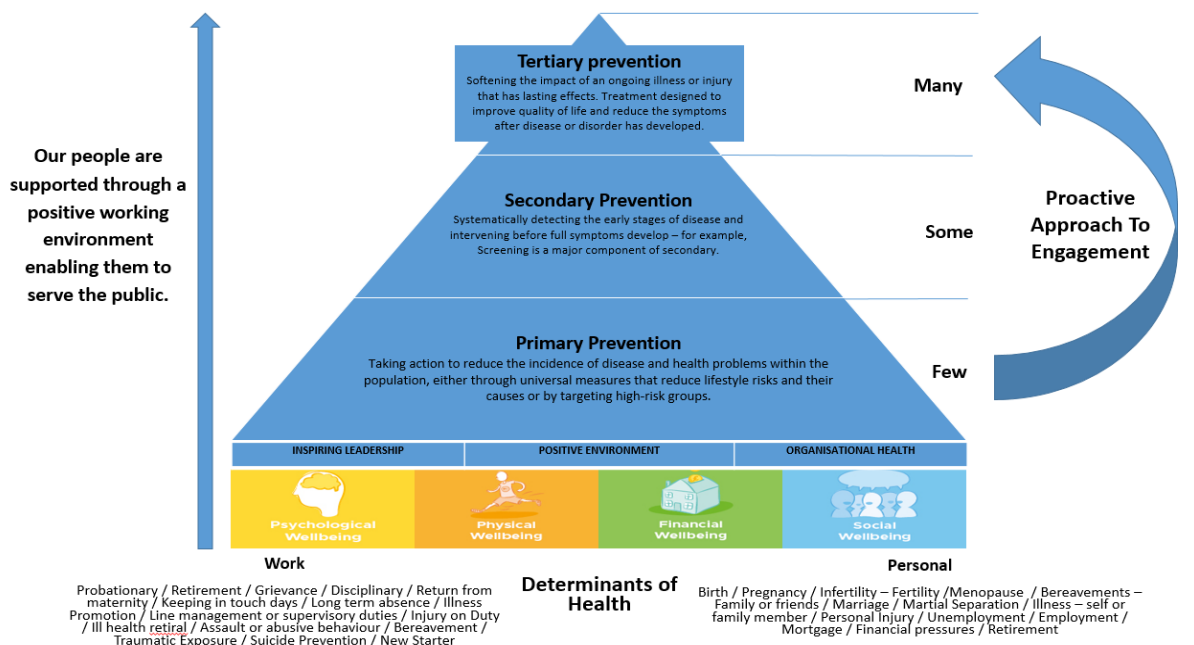 Our people are
supported through a
positive working
environment
enabling them to
serve the public.
Tertiary prevention
Softening the impact of an ongoing illness or injury
that has lasting effects. Treatment designed to
improve quality of life and reduce the symptoms
after disease or disorder has developed.
Many
Secondary Prevention
Systematically detecting the early stages of disease and
intervening before full symptoms develop – for example,
Screening is a major component of secondary.
Some
Primary Prevention
Taking action to reduce the incidence of disease and health problems within the
population, either through universal measures that reduce lifestyle risks and their
causes or by targeting high-risk groups.
Few
Proactive
Approach To
Engagement
INSPIRING LEADERSHIP
POSITIVE ENVIRONMENT
ORGANISATIONAL HEALTH
Psychological
Wellbeing
Physical
Wellbeing
Financial
Wellbeing
Social
Wellbeing
Work
Probationary / Retirement / Grievance / Disciplinary / Return from
maternity / Keeping in touch days / Long term absence / Illness
Promotion / Line management or supervisory duties / Injury on Duty
/ Ill health retiral / Assault or abusive behaviour / Bereavement /
Traumatic Exposure / Suicide Prevention / New Starter
Determinants of
Health
Personal
Birth / Pregnancy / Infertility – Fertility /Menopause / Bereavements –
Family or friends / Marriage / Martial Separation / Illness – self or
family member / Personal Injury / Unemployment / Employment /
Mortgage / Financial pressures / Retirement